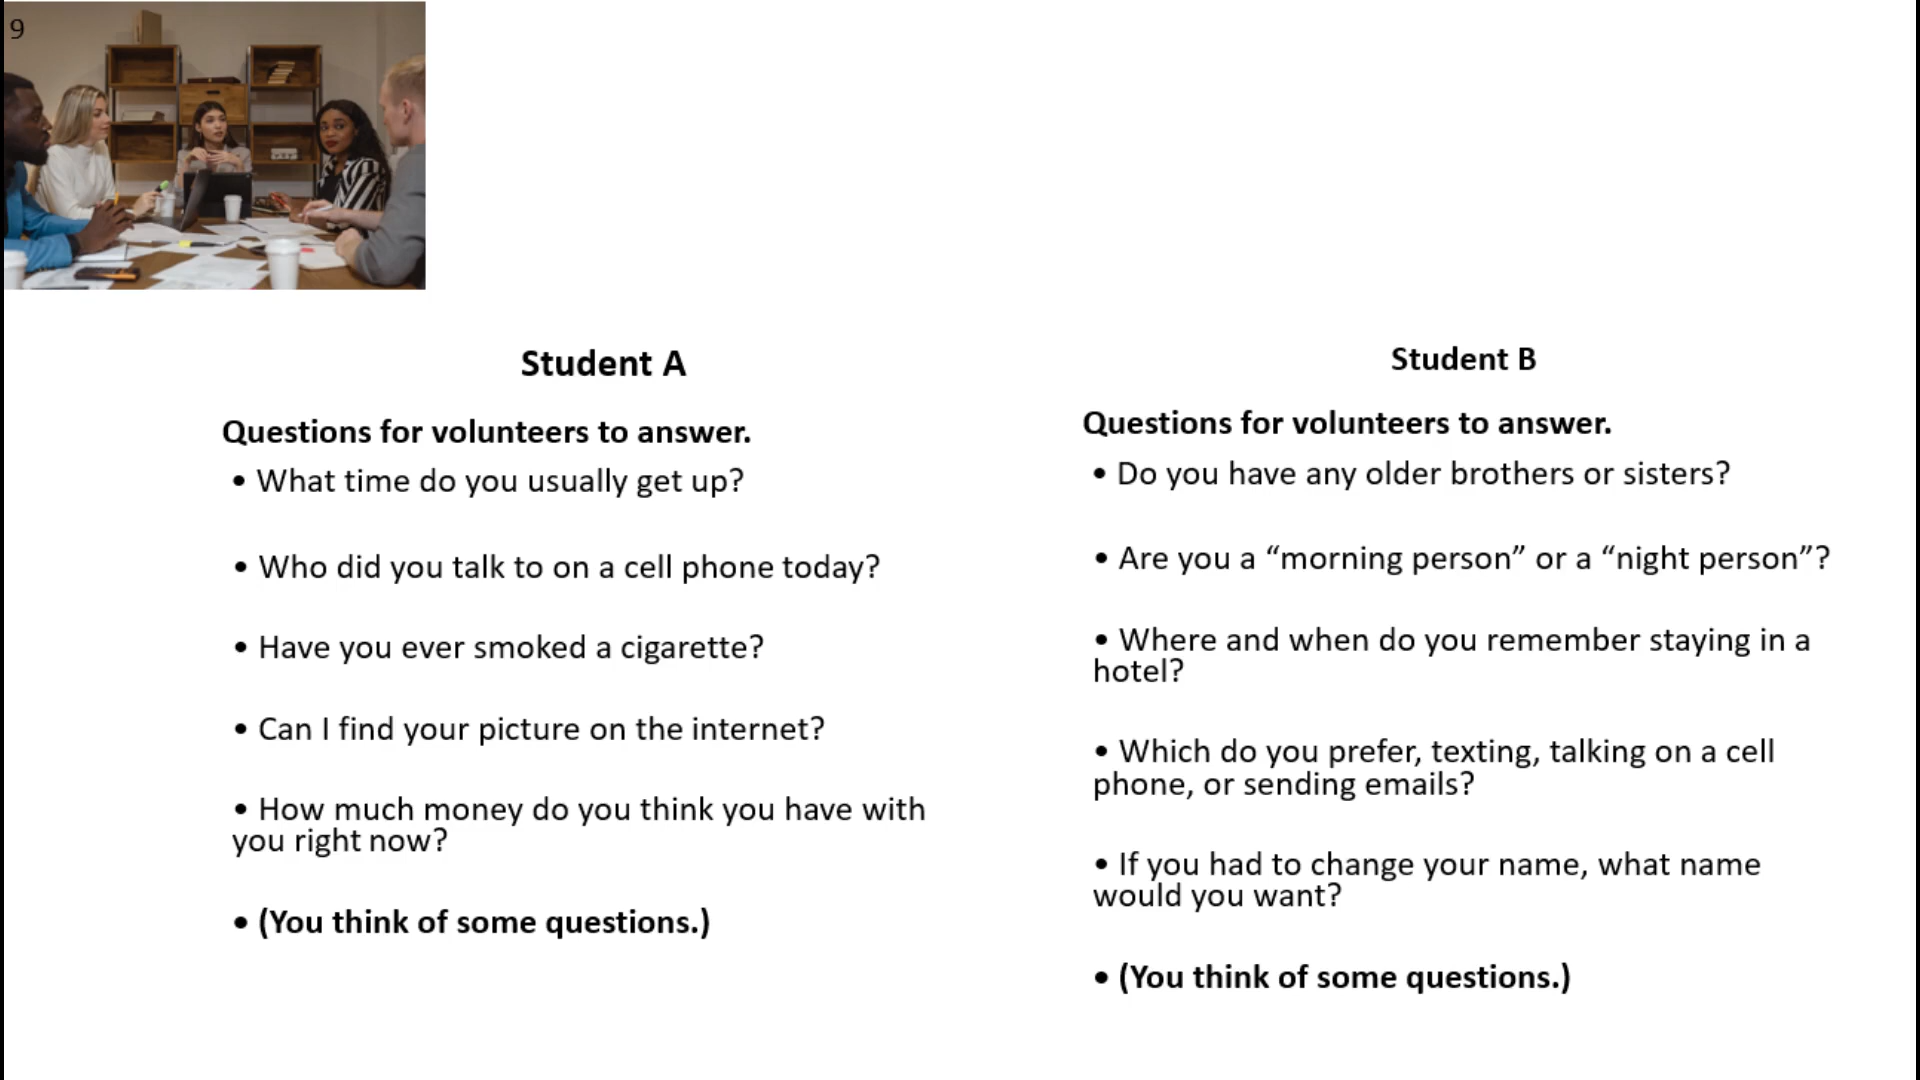 9
Student A
Questions for volunteers to answer.
• What time do you usually get up?
• Who did you talk to on a cell phone today?
• Have you ever smoked a cigarette?
• Can I find your picture on the internet?
• How much money do you think you have with
you right now?
• (You think of some questions.)
Student B
Questions for volunteers to answer.
• Do you have any older brothers or sisters?
• Are you a “morning person” or a “night person”?
• Where and when do you remember staying in a
hotel?
• Which do you prefer, texting, talking on a cell
phone, or sending emails?
• If you had to change your name, what name
would you want?
• (You think of some questions.)